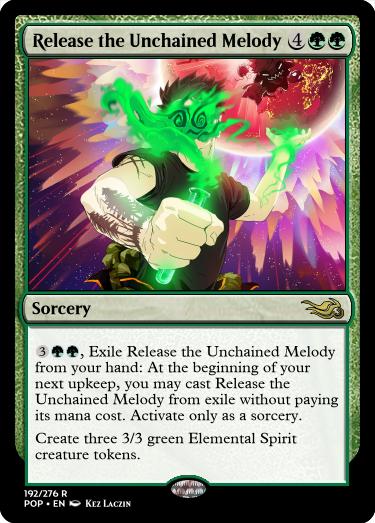 Release the Unchained Melody 4
Sorcery
3, Exile Release the Unchained Melody
from your hand: At the beginning of your
next upkeep, you may cast Release the
Unchained Melody from exile without paying
its mana cost. Activate only as a sorcery.
Create three 3/3 green Elemental Spirit
creature tokens.
192/276 R
POP • EN Kez Laczin